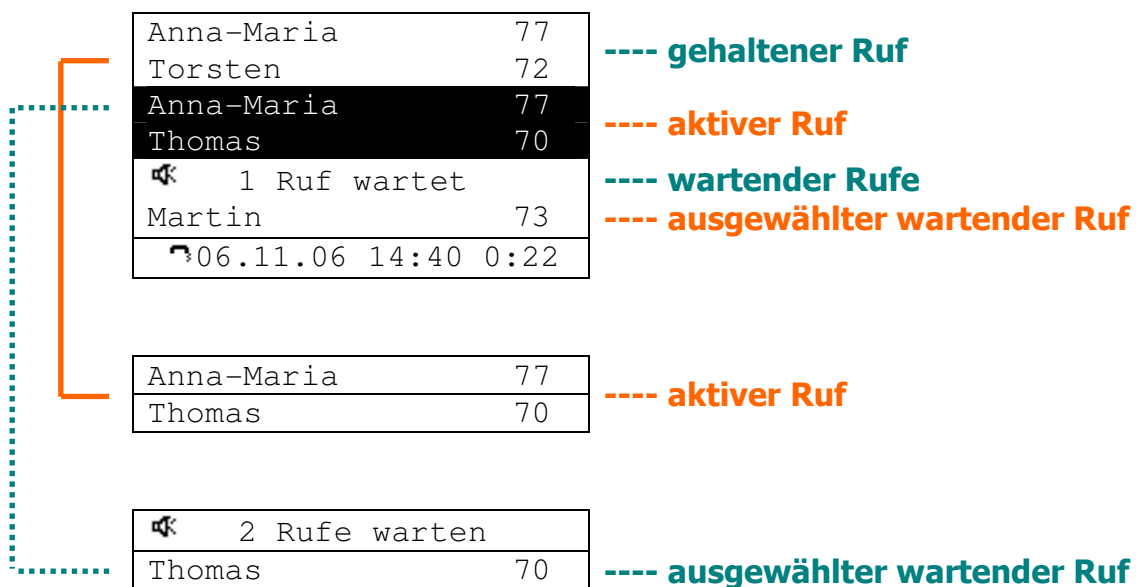 Anna-Maria 77
Torsten 72
---- gehaltener Ruf
Anna-Maria 77
Thomas 70
---- aktiver Ruf
1 Ruf wartet
---- wartender Rufe
Martin 73
---- ausgewählter wartender Ruf
06.11.06 14:40 0:22
Anna-Maria 77
Thomas 70
---- aktiver Ruf
2 Rufe warten
Thomas 70
---- ausgewählter wartender Ruf